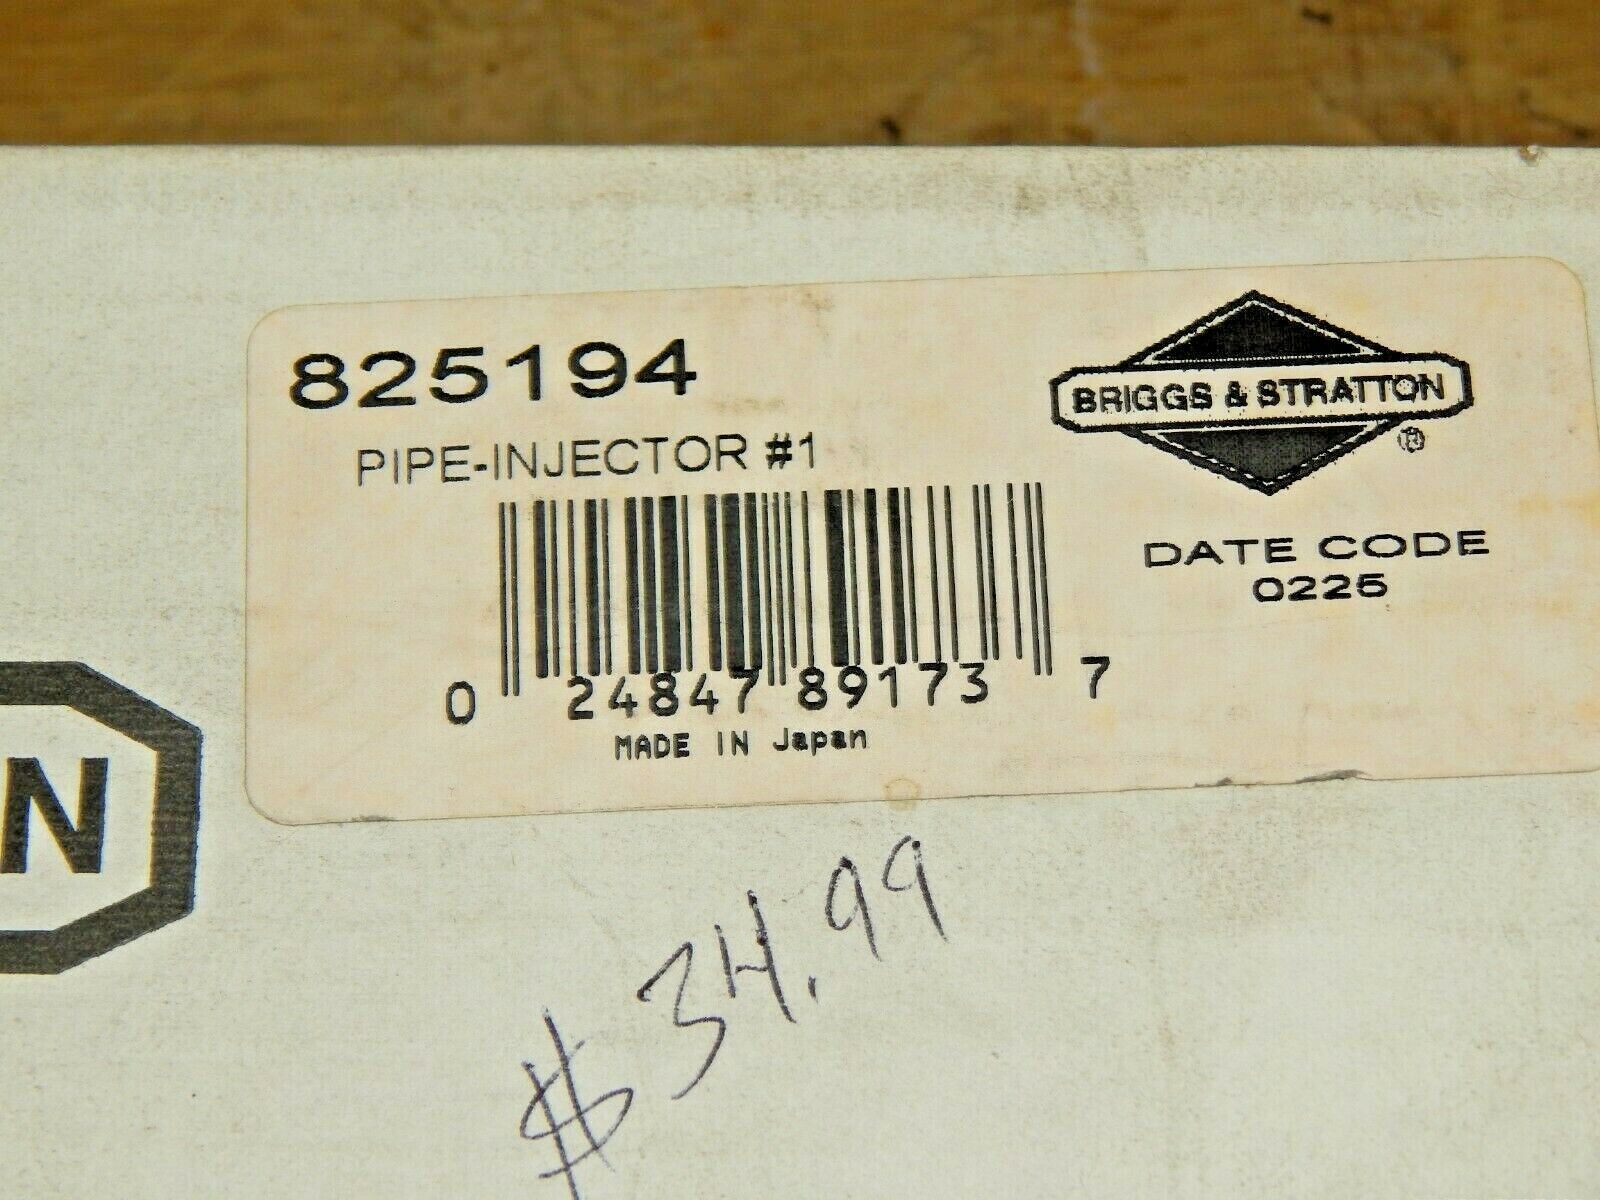 825194
PIPE-INJECTOR #1
BRIGGS & STRATTON
®
DATE CODE
0225
0 24847 89173 7
MADE IN Japan
N
$34.99